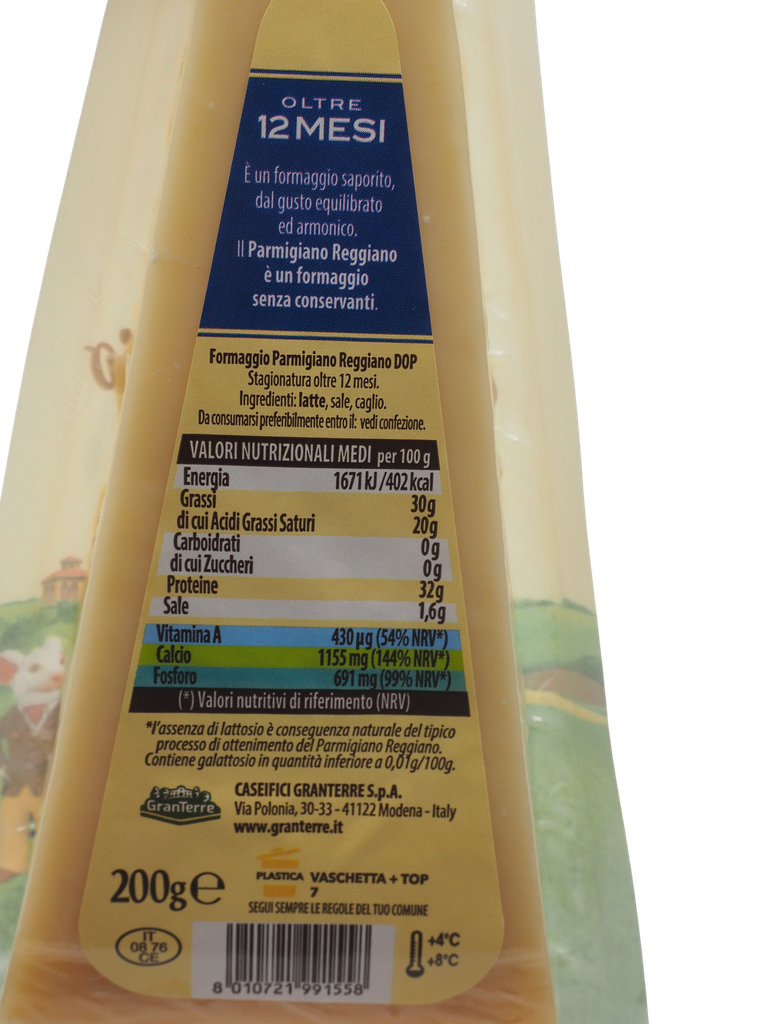 OLTRE
12 MESI
È un formaggio saporito,
dal gusto equilibrato
ed armonico.
Il Parmigiano Reggiano
è un formaggio
senza conservanti.
Formaggio Parmigiano Reggiano DOP
Stagionatura oltre 12 mesi.
Ingredienti: latte, sale, caglio.
Da consumarsi preferibilmente entro il: vedi confezione.
VALORI NUTRIZIONALI MEDI per 100 g
Energia 1671 kJ /402 kcal
Grassi 30g
di cui Acidi Grassi Saturi 20g
Carboidrati 0g
di cui Zuccheri 0g
Proteine 32g
Sale 1,6g
Vitamina A 430 µg (54% NRV*)
Calcio 1155 mg (144% NRV*)
Fosforo 691 mg (99% NRV*)
(*) Valori nutritivi di riferimento (NRV)
*l'assenza di lattosio è conseguenza naturale del tipico
processo di ottenimento del Parmigiano Reggiano.
Contiene galattosio in quantità inferiore a 0,01g/100g.
GranTerre
CASEIFICI GRANTERRE S.p.A.
Via Polonia, 30-33 - 41122 Modena - Italy
www.granterre.it
200g e
PLASTICA VASCHETTA + TOP
7
SEGUI SEMPRE LE REGOLE DEL TUO COMUNE
IT
08 76
CE
+4°C
+8°C
8 010721 991558